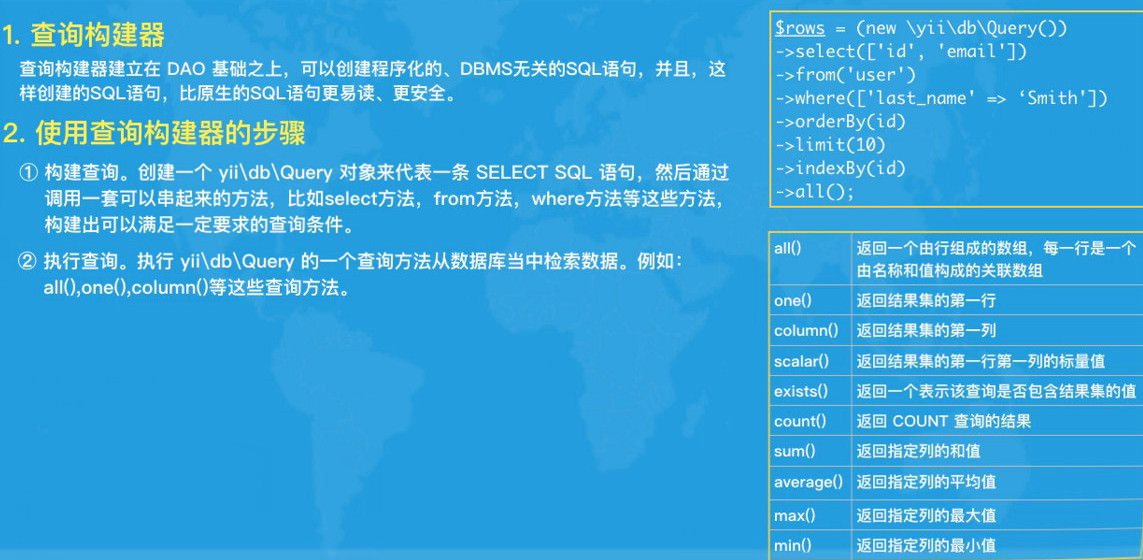 1. 查询构建器
查询构建器建立在 DAO 基础之上，可以创建程序化的、DBMS无关的SQL语句，并且，这
样创建的SQL语句，比原生的SQL语句更易读、更安全。
2. 使用查询构建器的步骤
① 构建查询。创建一个 yii\db\Query 对象来代表一条 SELECT SQL 语句，然后通过
调用一套可以串起来的方法，比如select方法，from方法，where方法等这些方法，
构建出可以满足一定要求的查询条件。
② 执行查询。执行 yii\db\Query 的一个查询方法从数据库当中检索数据。例如：
all(),one(),column()等这些查询方法。
$rows = (new \yii\db\Query())
->select(['id', 'email'])
->from('user')
->where(['last_name' => ‘Smith'])
->orderBy(id)
->limit(10)
->indexBy(id)
->all();
all() 返回一个由行组成的数组，每一行是一个
由名称和值构成的关联数组
one() 返回结果集的第一行
column() 返回结果集的第一列
scalar() 返回结果集的第一行第一列的标量值
exists() 返回一个表示该查询是否包含结果集的值
count() 返回 COUNT 查询的结果
sum() 返回指定列的和值
average() 返回指定列的平均值
max() 返回指定列的最大值
min() 返回指定列的最小值